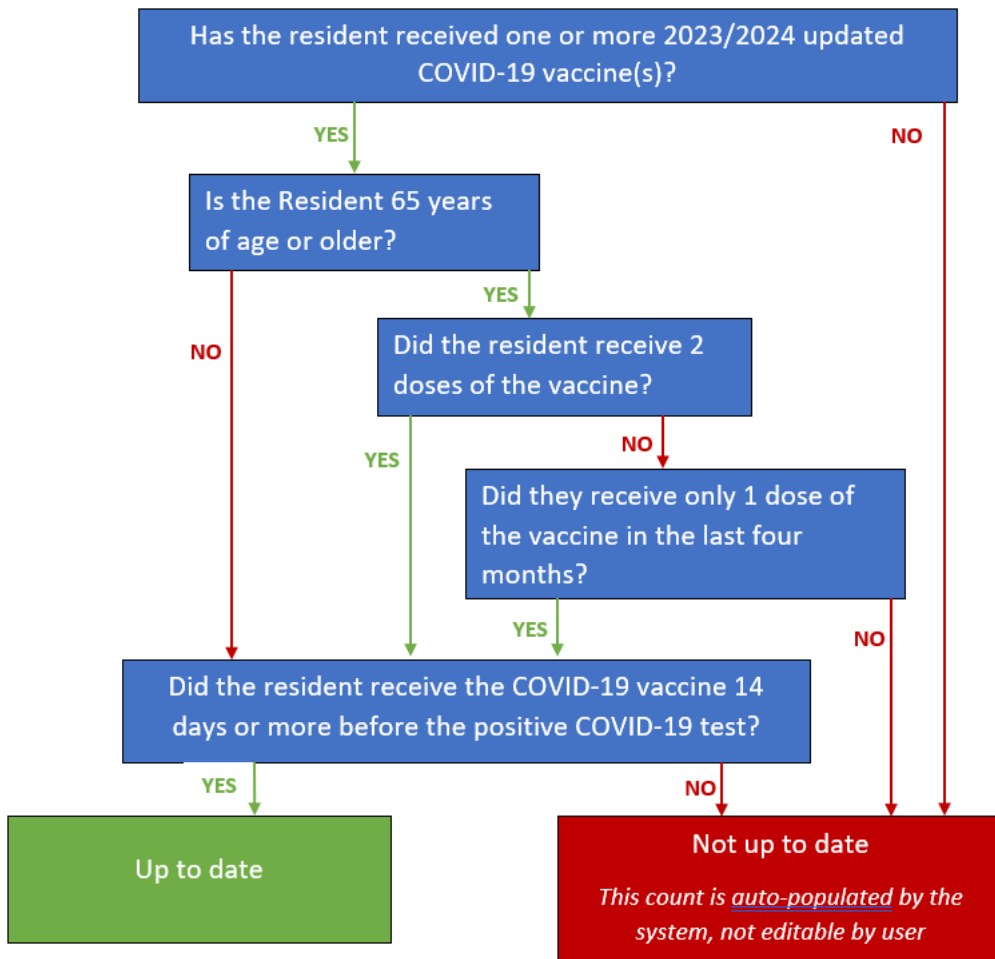 Has the resident received one or more 2023/2024 updated
COVID-19 vaccine(s)?
YES
NO
Is the Resident 65 years
of age or older?
YES
NO
Did the resident receive 2
doses of the vaccine?
YES
NO
Did they receive only 1 dose of
the vaccine in the last four
months?
YES
NO
Did the resident receive the COVID-19 vaccine 14
days or more before the positive COVID-19 test?
YES
NO
Up to date
Not up to date
This count is auto-populated by the
system, not editable by user